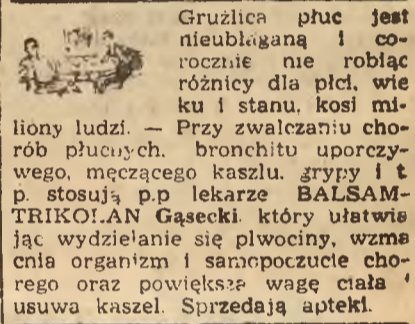 Gruźlica płuc jest
nieubłaganą i co-
rocznie nie robiąc
różnicy dla płci, wie
ku i stanu, kosi mi-
liony ludzi. — Przy zwalczaniu cho-
rób płucnych, bronchitu uporczy-
wego, męczącego kaszlu, grypy i t
p. stosują p.p lekarze BALSAM-
TRIKOLAN Gąsecki, który ułatwia
jąc wydzielanie się plwociny, wzma
cnia organizm i samopoczucie cho-
rego oraz powiększa wagę ciała i
usuwa kaszel. Sprzedają apteki.